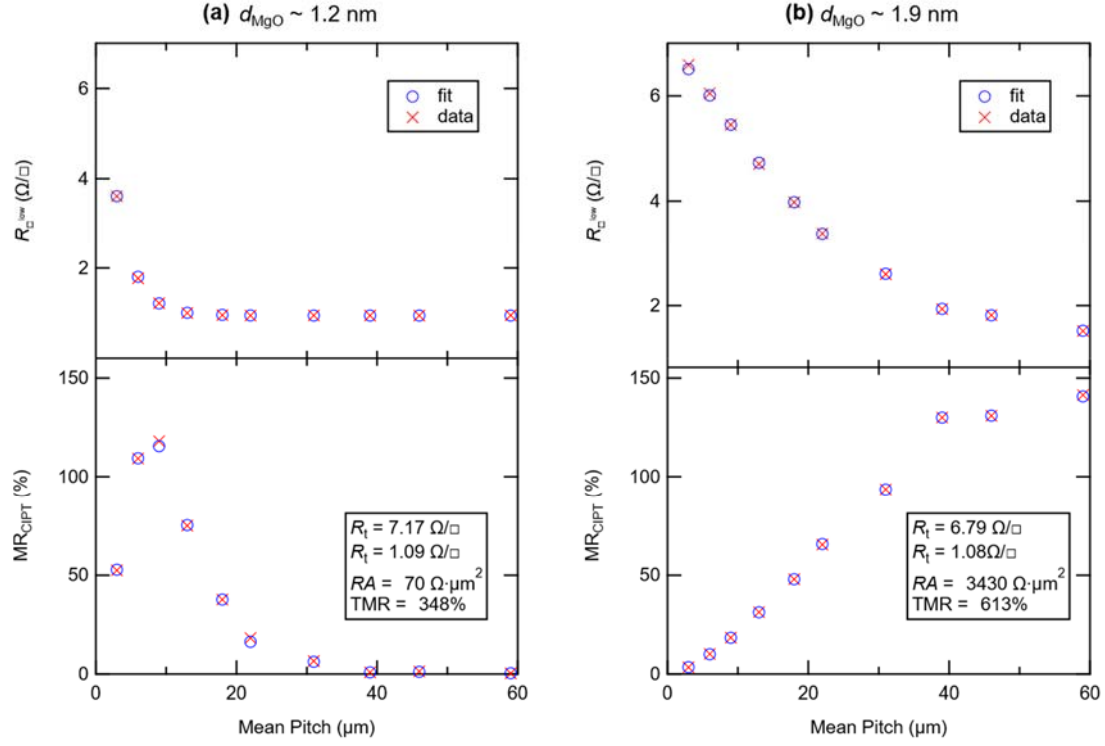 (a) dMgO ~ 1.2 nm
6
4
2
R□low (Ω/□)
fit
data
150
100
50
0
MRCIPT (%)
Rt = 7.17 Ω/□
Rt = 1.09 Ω/□
RA = 70 Ω·µm2
TMR = 348%
0 20 40 60
Mean Pitch (µm)
(b) dMgO ~ 1.9 nm
6
4
2
R□low (Ω/□)
fit
data
150
100
50
0
MRCIPT (%)
Rt = 6.79 Ω/□
Rt = 1.08Ω/□
RA = 3430 Ω·µm2
TMR = 613%
0 20 40 60
Mean Pitch (µm)